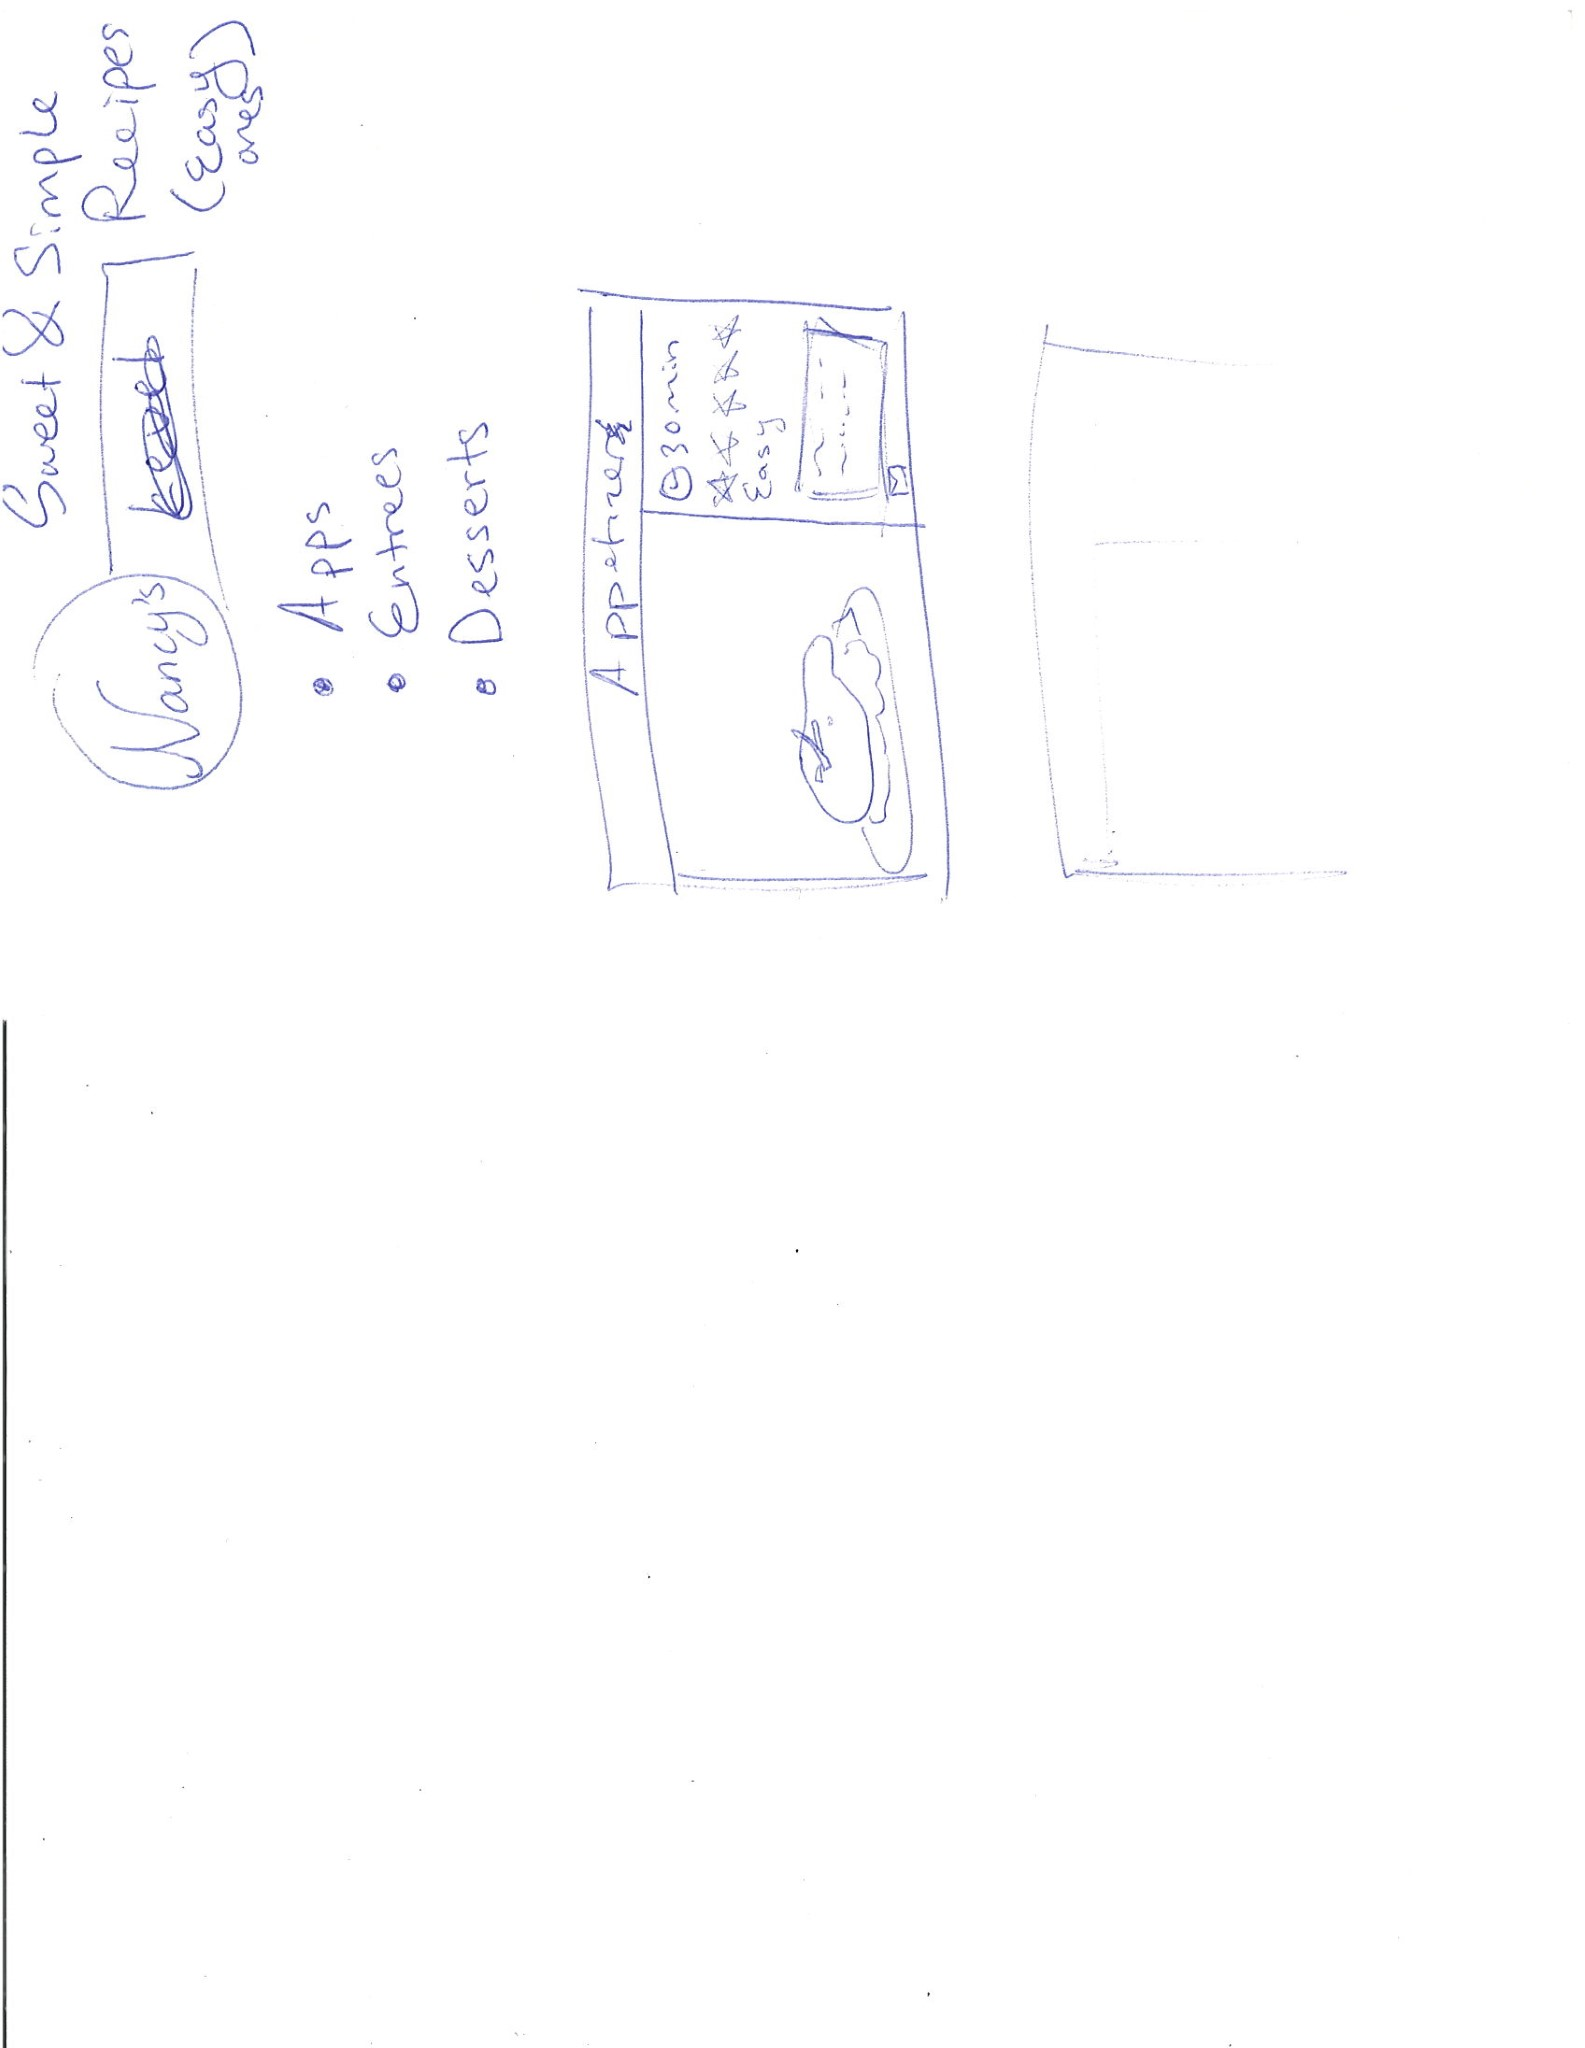 Sweet & Simple
Recipes
(Easy
ones)
Nancy's
• Apps
• Entrees
• Desserts
Appetizers
30 min
Easy